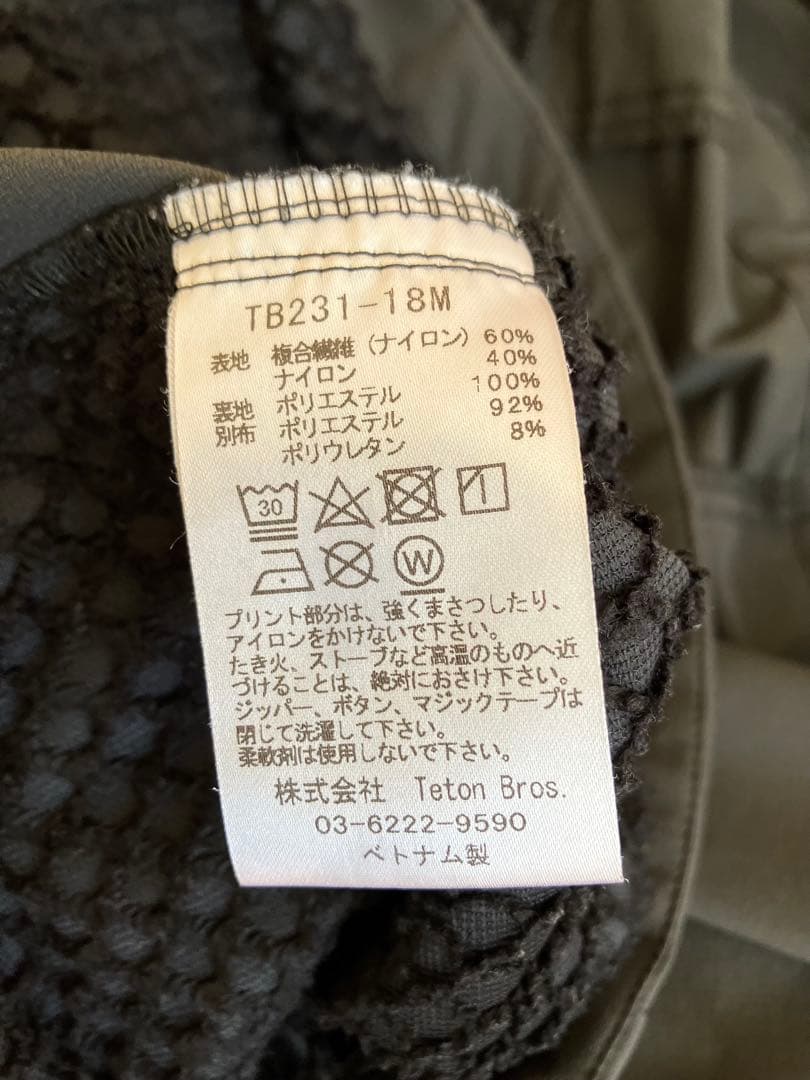 TB231-18M
表地 複合繊維 (ナイロン) 60%
ナイロン 40%
裏地 ポリエステル 100%
別布 ポリエステル 92%
ポリウレタン 8%
30
W
プリント部分は、強くまさつしたり、
アイロンをかけないで下さい。
たき火、ストーブなど高温のものへ近
づけることは、絶対におさけ下さい。
ジッパー、ボタン、マジックテープは
閉じて洗濯して下さい。
柔軟剤は使用しないで下さい。
株式会社 Teton Bros.
03-6222-9590
ベトナム製